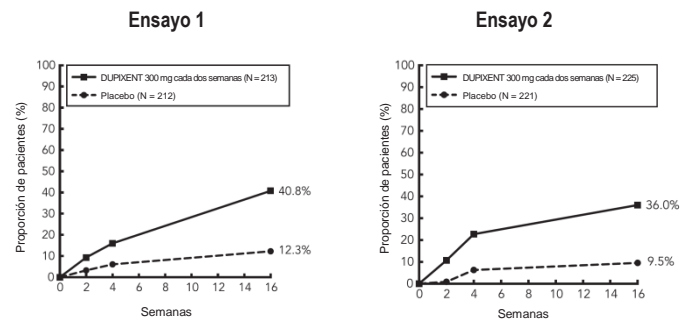 Ensayo 1
Proporción de pacientes (%)
100
90
80
70
60
50
40
30
20
10
0
DUPIXENT 300 mg cada dos semanas (N = 213)
Placebo (N = 212)
40.8%
12.3%
0 2 4 6 8 10 12 14 16
Semanas
Ensayo 2
Proporción de pacientes (%)
100
90
80
70
60
50
40
30
20
10
0
DUPIXENT 300 mg cada dos semanas (N = 225)
Placebo (N = 221)
36.0%
9.5%
0 2 4 6 8 10 12 14 16
Semanas